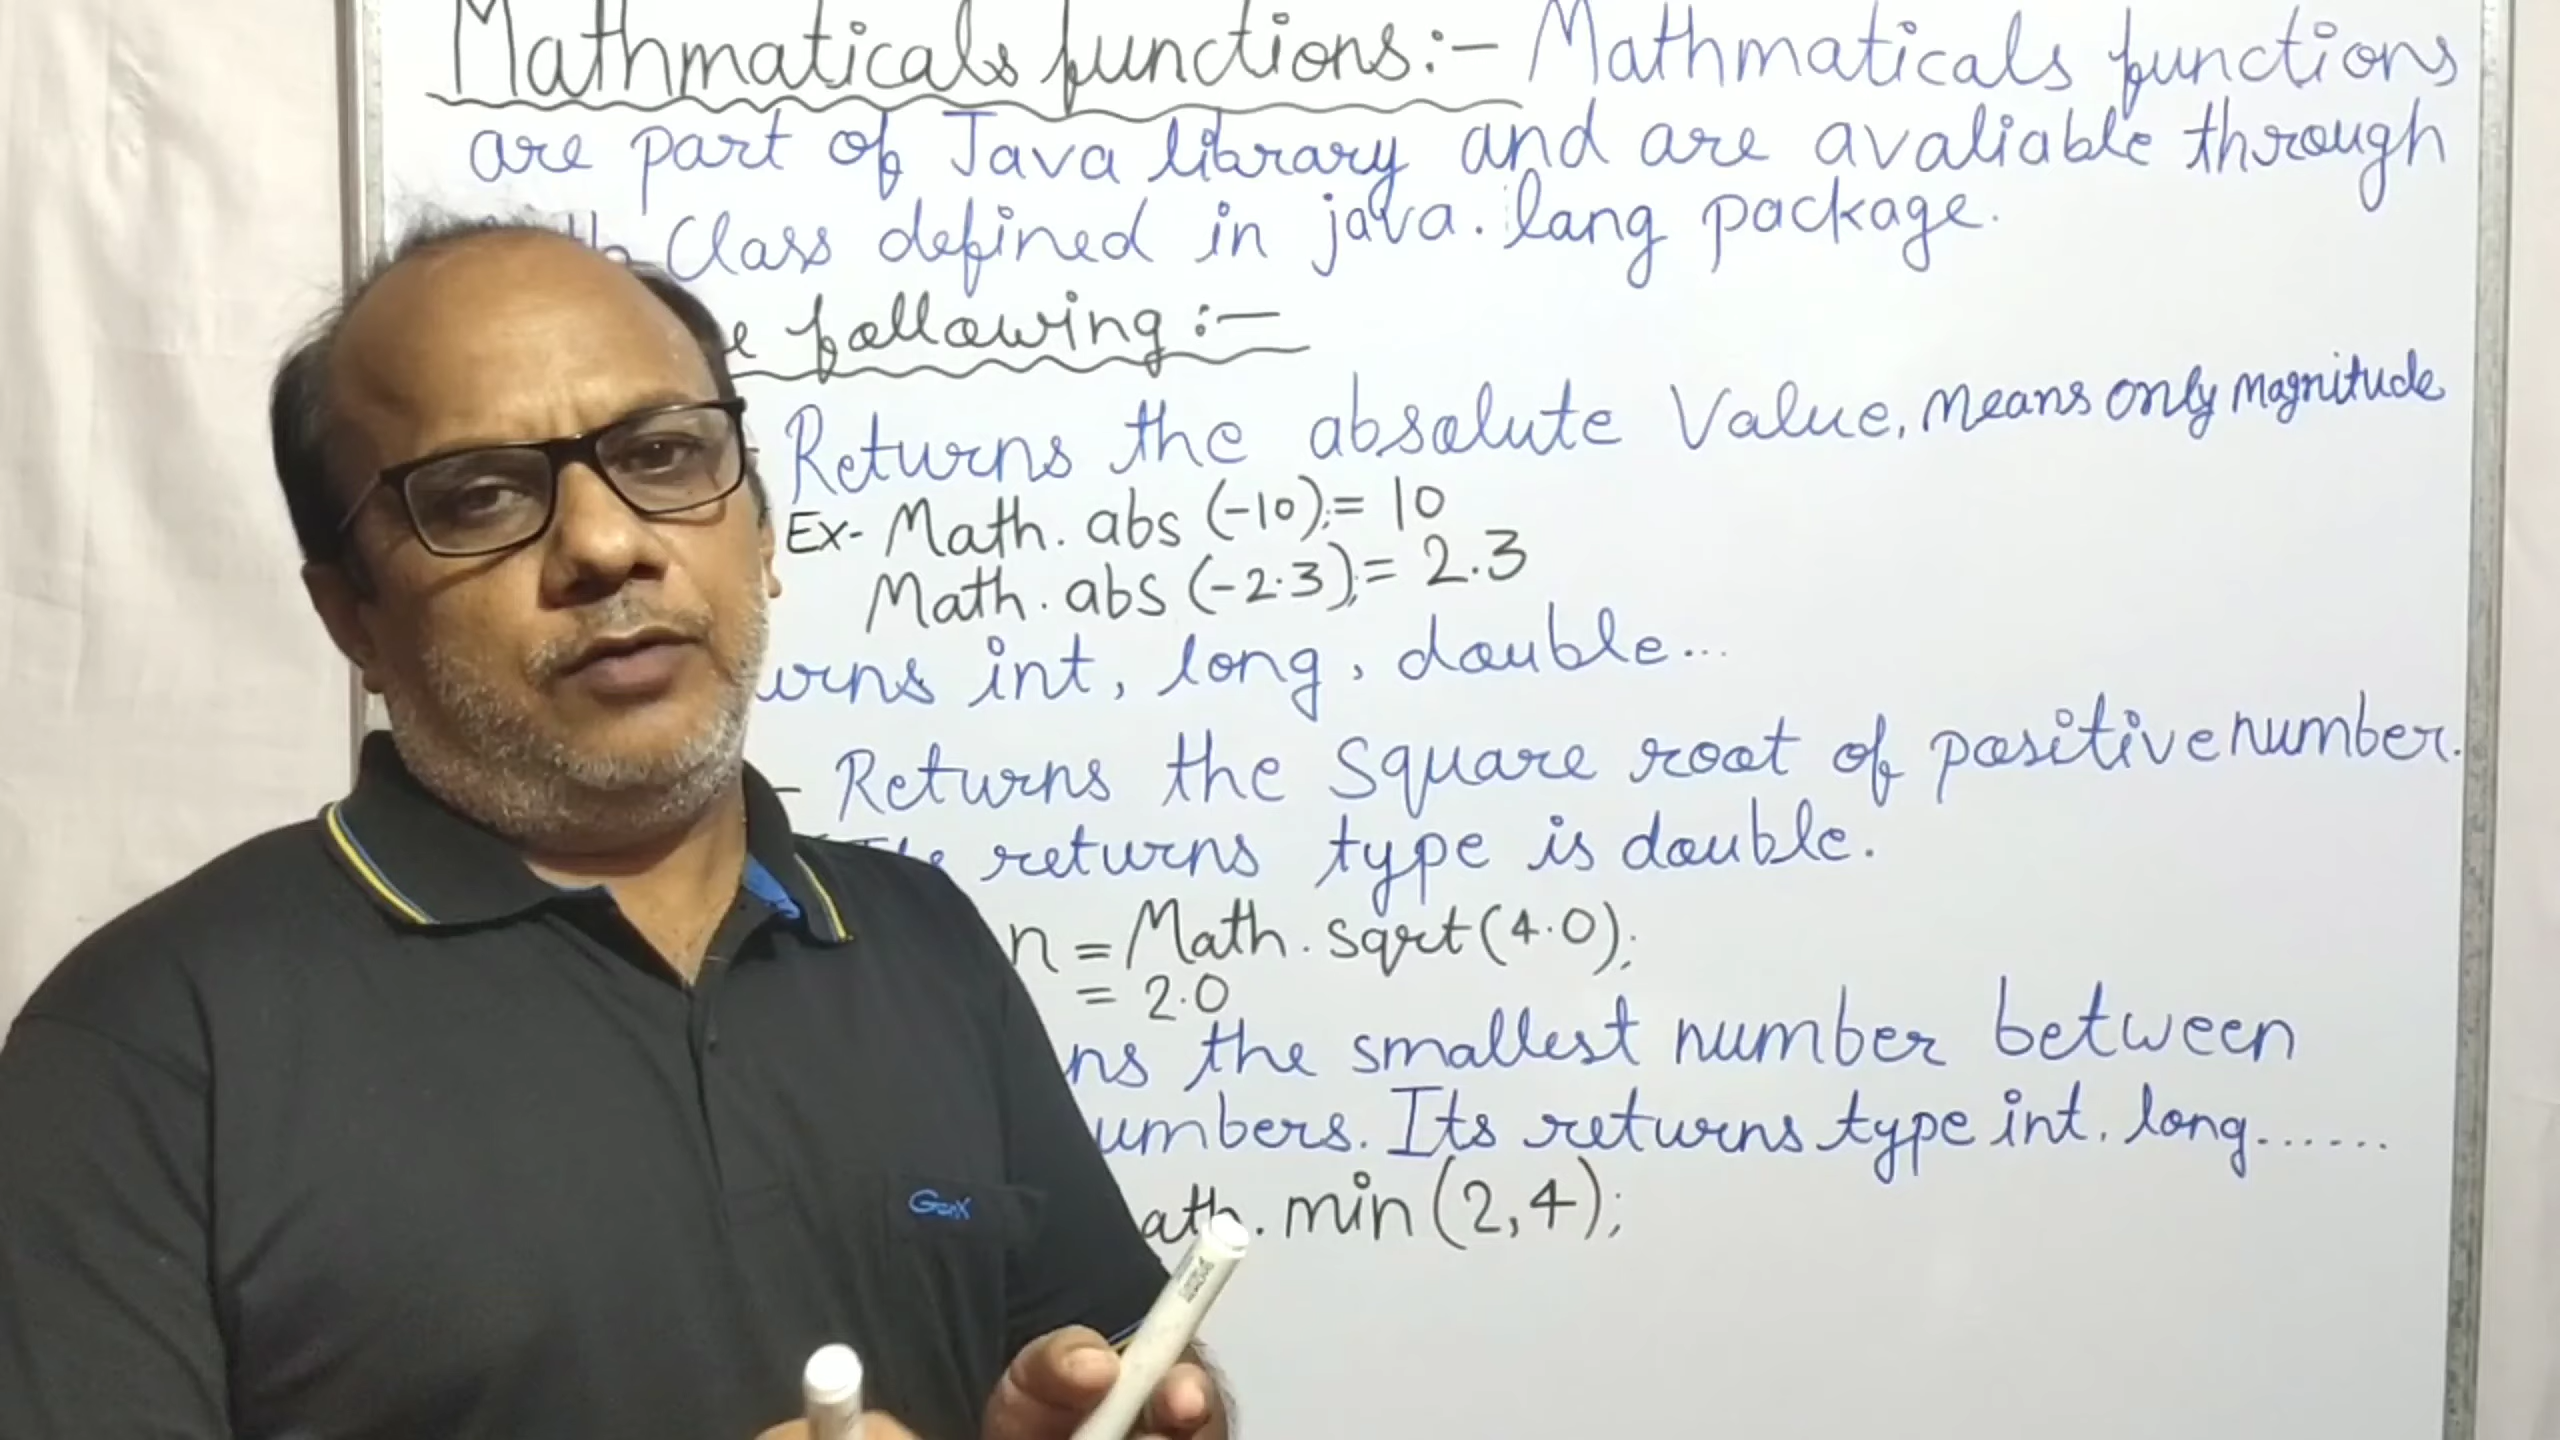 Mathmaticals functions:- Mathmaticals functions
are part of Java library and are avaliable through
Class defined in java.lang package.
following:-
Returns the absolute Value, means only magnitude
Ex- Math.abs (-10);= 10
Math.abs (-2.3);= 2.3
urns int, long, double...
- Returns the square root of positive number.
Its returns type is double.
n = Math.sqrt(4.0);
= 2.0
ns the smallest number between
umbers. Its returns type int, long......
ath.min(2,4);
GenX